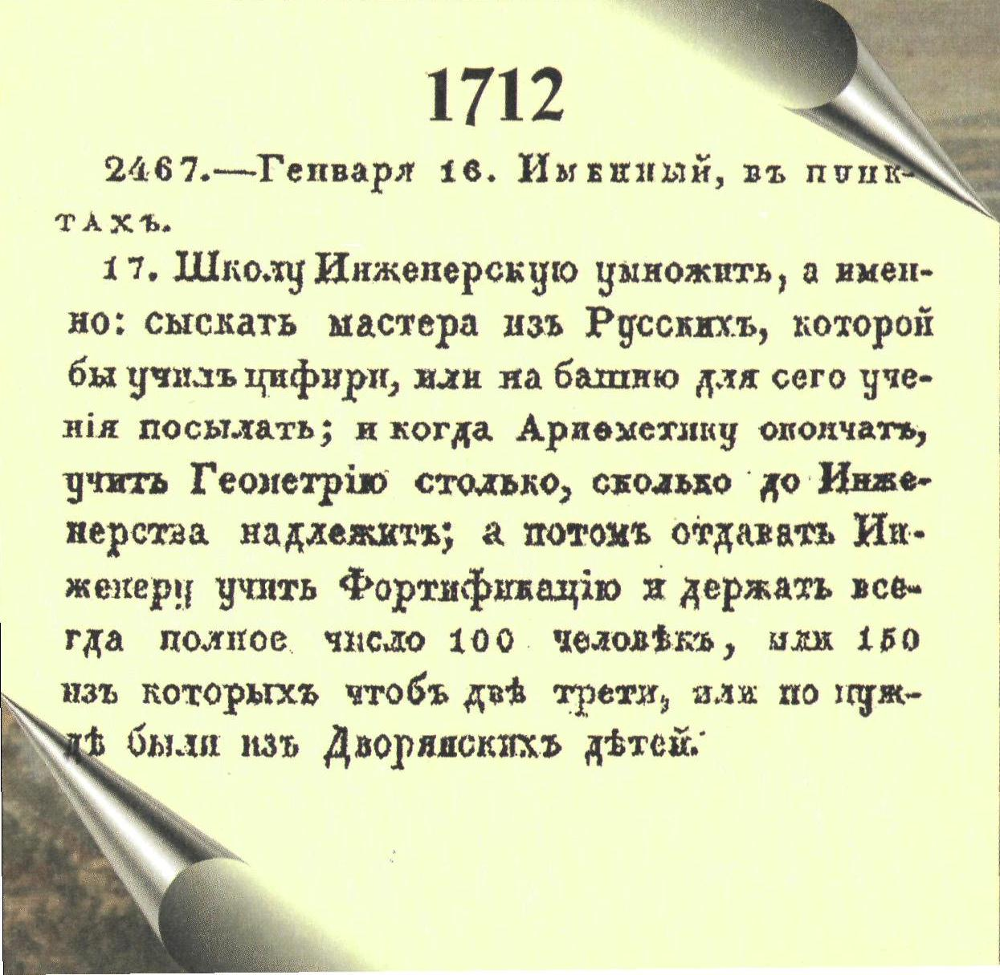 1712
2467.—Генваря 16. Именный, въ пунк-
тахъ.
17. Школу Инженерскую умножить, а имен-
но: сыскать мастера изъ Русскихъ, которой
бы училъ цифири, или на башню для сего уче-
нія посылать; и когда Ариѳметику окончатъ,
учить Геометрію столько, сколько до Инже-
нерства надлежитъ; а потомъ отдавать Ин-
женеру учить Фортификацію и держать все-
гда полное число 100 человѣкъ, или 150
изъ которыхъ чтобъ двѣ трети, или по нуж-
дѣ были изъ Дворянскихъ дѣтей.